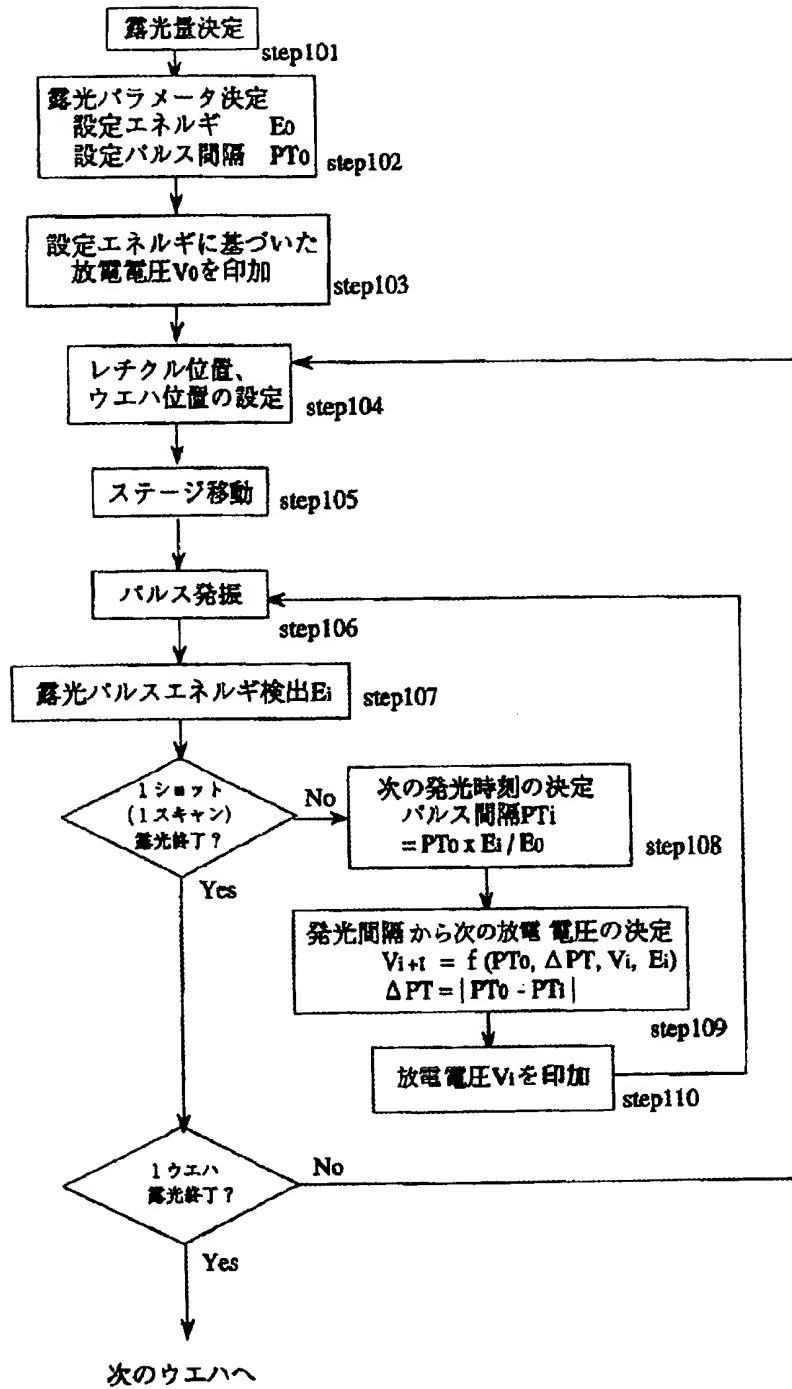 露光量決定
step101
露光パラメータ決定
設定エネルギ E0
設定パルス間隔 PT0
step102
設定エネルギに基づいた
放電電圧V0を印加
step103
レチクル位置、
ウエハ位置の設定
step104
ステージ移動
step105
パルス発振
step106
露光パルスエネルギ検出Ei
step107
1ショット
(1スキャン)
露光終了？
No
Yes
次の発光時刻の決定
パルス間隔PTi
= PT0 x Ei / E0
step108
発光間隔から次の放電電圧の決定
Vi+1 = f (PT0, ΔPT, Vi, Ei)
ΔPT = | PT0 - PTi |
step109
放電電圧Viを印加
step110
1ウエハ
露光終了？
No
Yes
次のウエハへ